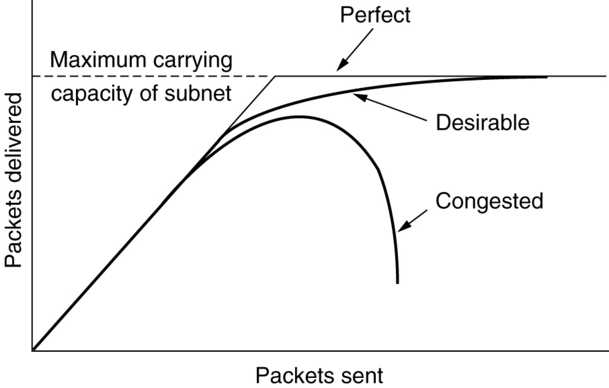 Perfect
Maximum carrying
capacity of subnet
Desirable
Congested
Packets delivered
Packets sent